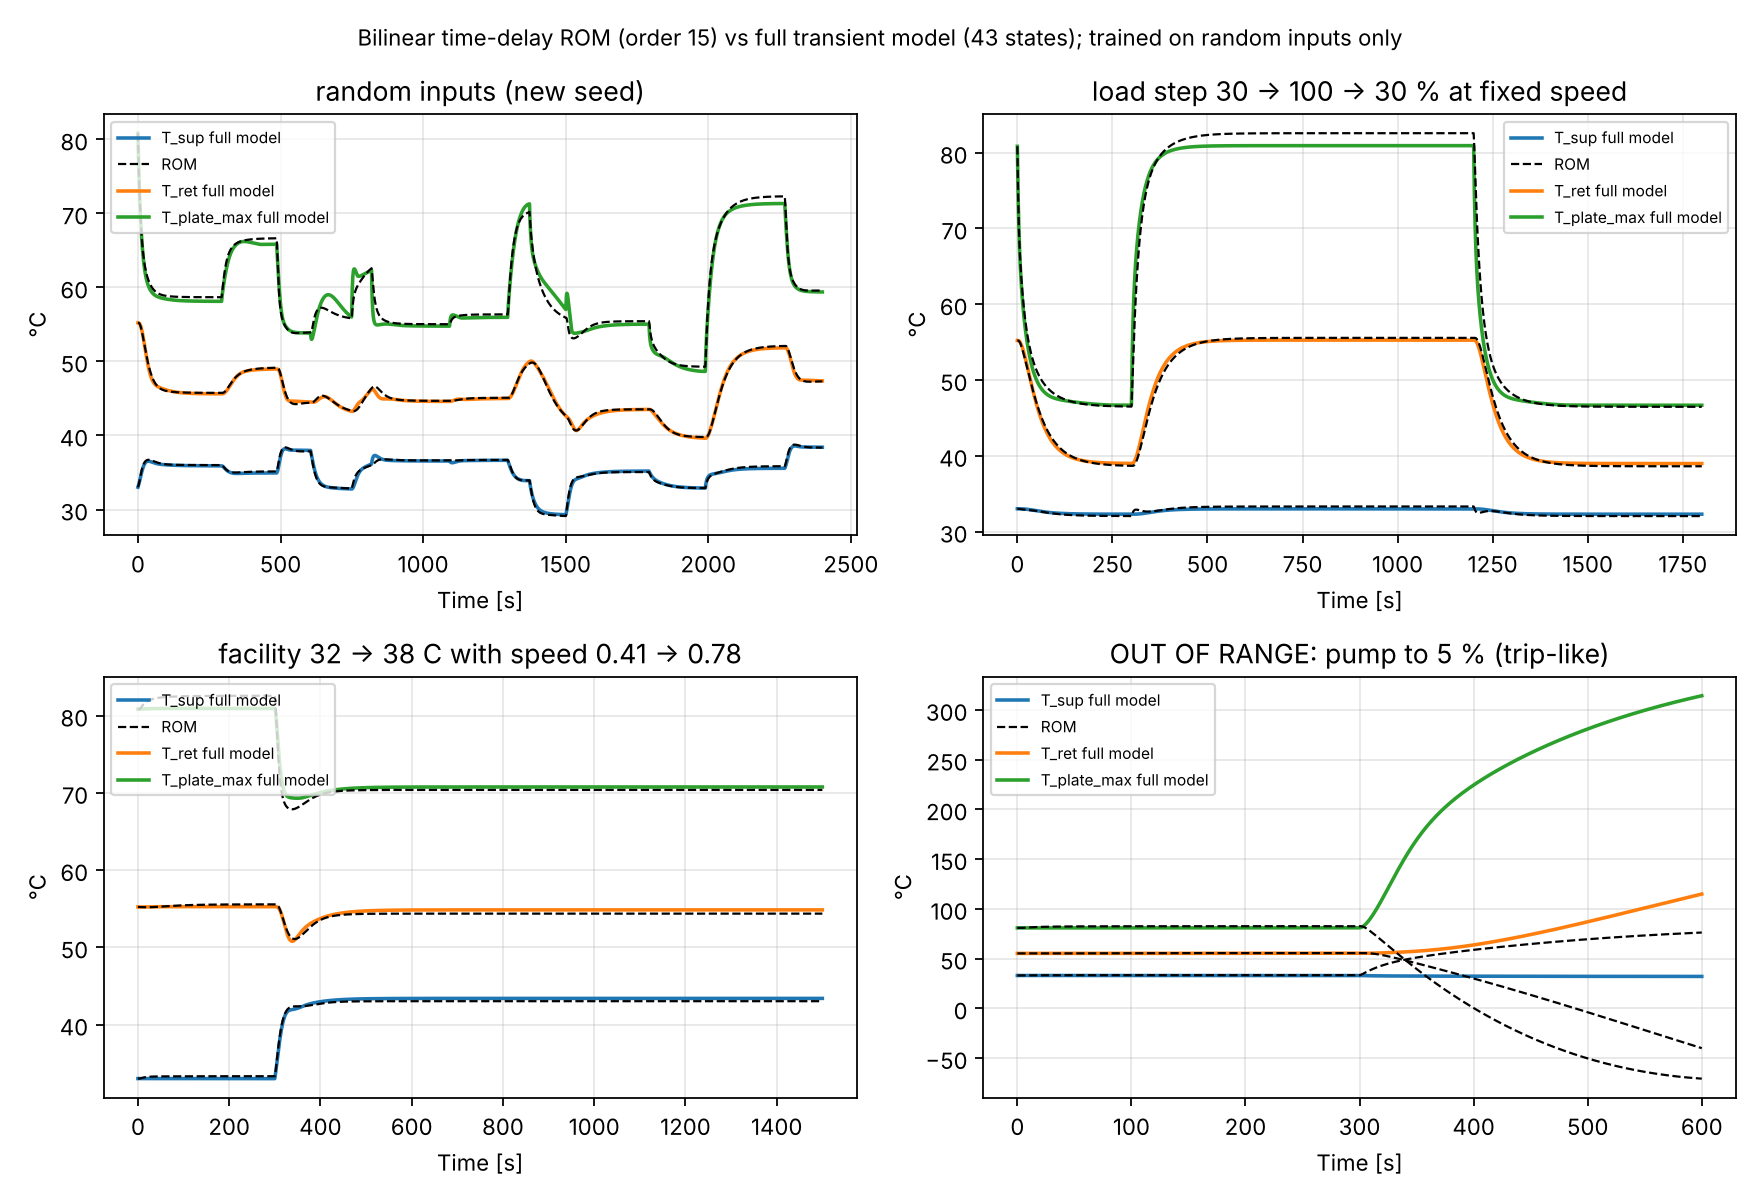 Bilinear time-delay ROM (order 15) vs full transient model (43 states); trained on random inputs only
random inputs (new seed)
80
70
60
50
40
30
°C
T_sup full model
ROM
T_ret full model
T_plate_max full model
0 500 1000 1500 2000 2500
Time [s]
load step 30 → 100 → 30 % at fixed speed
80
70
60
50
40
30
°C
T_sup full model
ROM
T_ret full model
T_plate_max full model
0 250 500 750 1000 1250 1500 1750
Time [s]
facility 32 → 38 C with speed 0.41 → 0.78
80
70
60
50
40
°C
T_sup full model
ROM
T_ret full model
T_plate_max full model
0 200 400 600 800 1000 1200 1400
Time [s]
OUT OF RANGE: pump to 5 % (trip-like)
300
250
200
150
100
50
0
−50
°C
T_sup full model
ROM
T_ret full model
T_plate_max full model
0 100 200 300 400 500 600
Time [s]